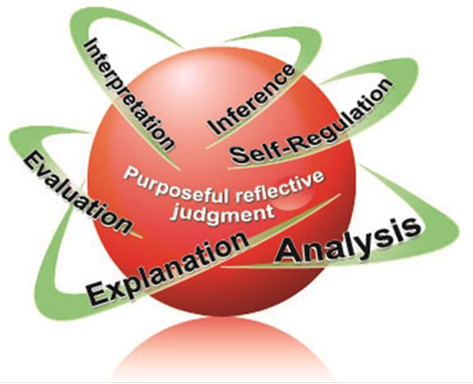 Interpretation
Inference
Self-Regulation
Evaluation
Purposeful reflective
judgment
Explanation
Analysis